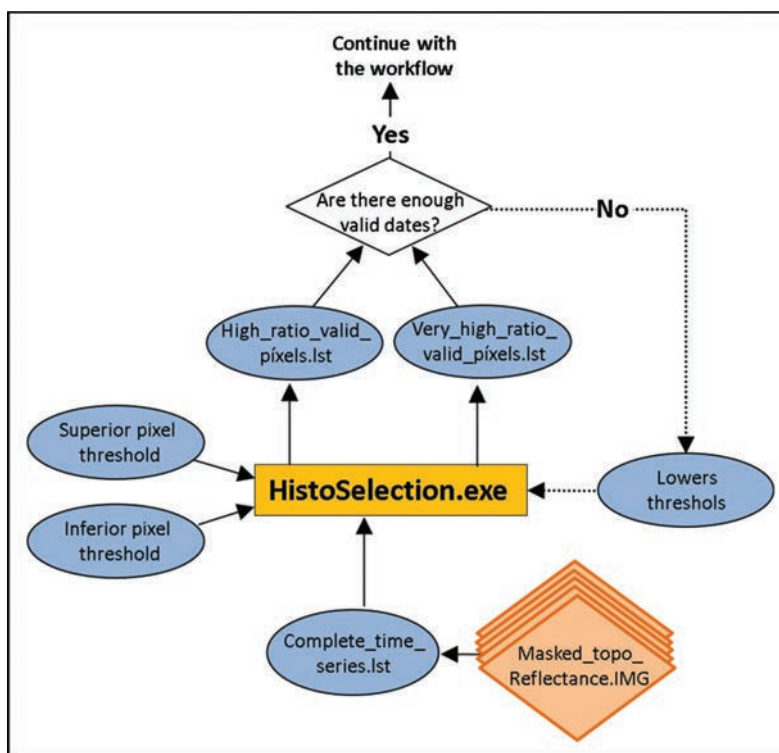 Continue with
the workflow
Yes
Are there enough
valid dates?
No
High_ratio_valid_
píxels.lst
Very_high_ratio_
valid_píxels.lst
Superior pixel
threshold
HistoSelection.exe
Lowers
threshols
Inferior pixel
threshold
Complete_time_
series.lst
Masked_topo_
Reflectance.IMG